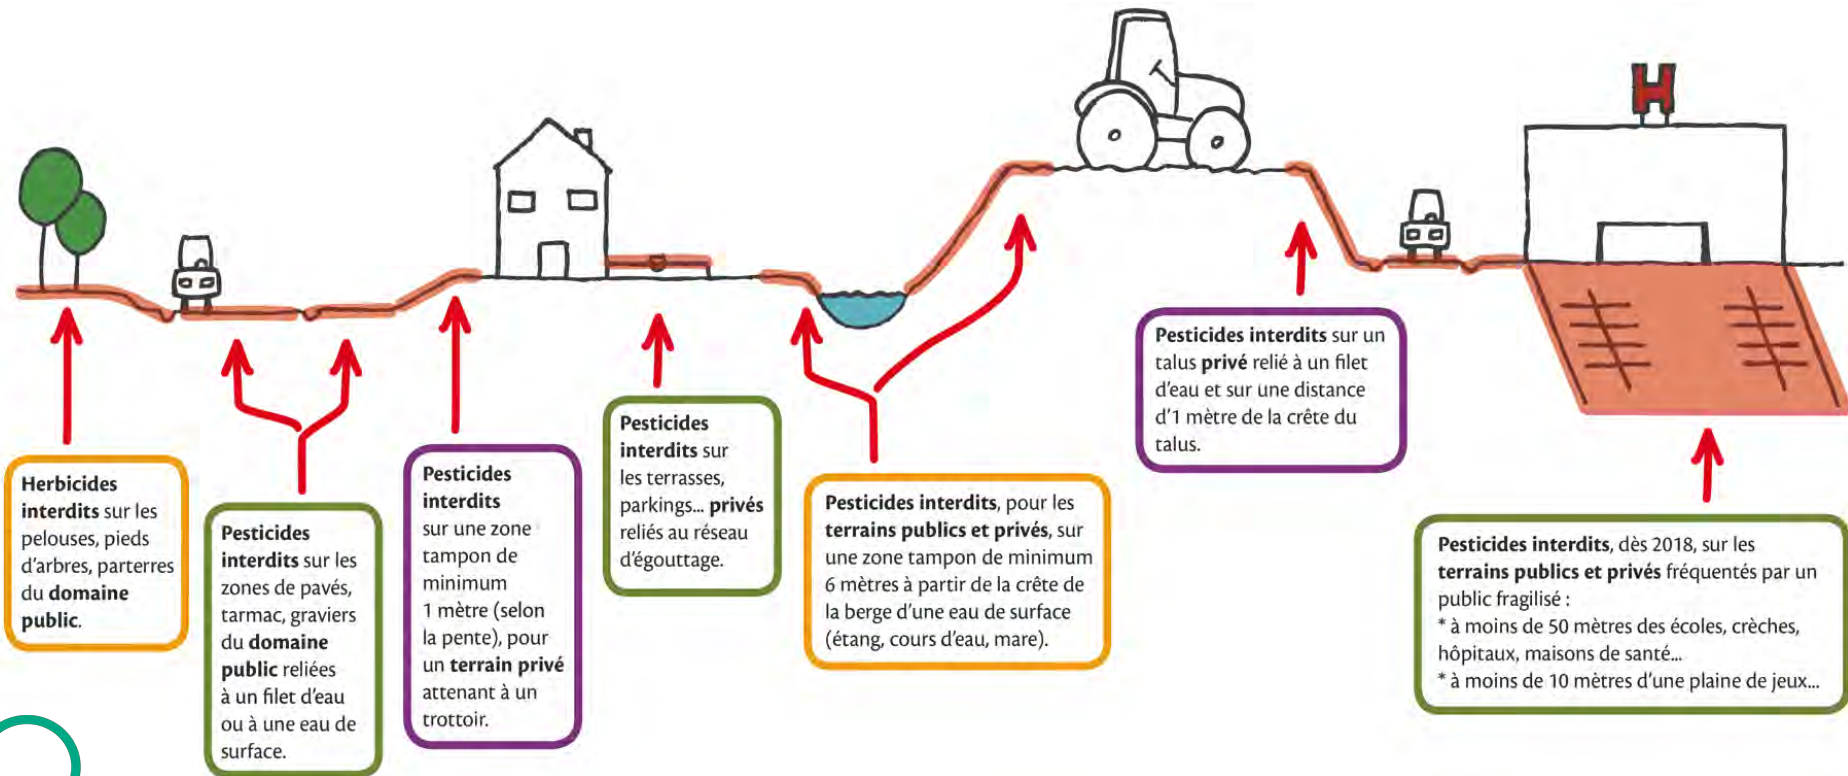 H
Herbicides
interdits sur les
pelouses, pieds
d'arbres, parterres
du domaine
public.
Pesticides
interdits sur les
zones de pavés,
tarmac, graviers
du domaine
public reliées
à un filet d'eau
ou à une eau de
surface.
Pesticides
interdits
sur une zone
tampon de
minimum
1 mètre (selon
la pente), pour
un terrain privé
attenant à un
trottoir.
Pesticides
interdits sur
les terrasses,
parkings... privés
reliés au réseau
d'égouttage.
Pesticides interdits, pour les
terrains publics et privés, sur
une zone tampon de minimum
6 mètres à partir de la crête de
la berge d'une eau de surface
(étang, cours d'eau, mare).
Pesticides interdits sur un
talus privé relié à un filet
d'eau et sur une distance
d'1 mètre de la crête du
talus.
Pesticides interdits, dès 2018, sur les
terrains publics et privés fréquentés par un
public fragilisé :
* à moins de 50 mètres des écoles, crèches,
hôpitaux, maisons de santé...
* à moins de 10 mètres d'une plaine de jeux...